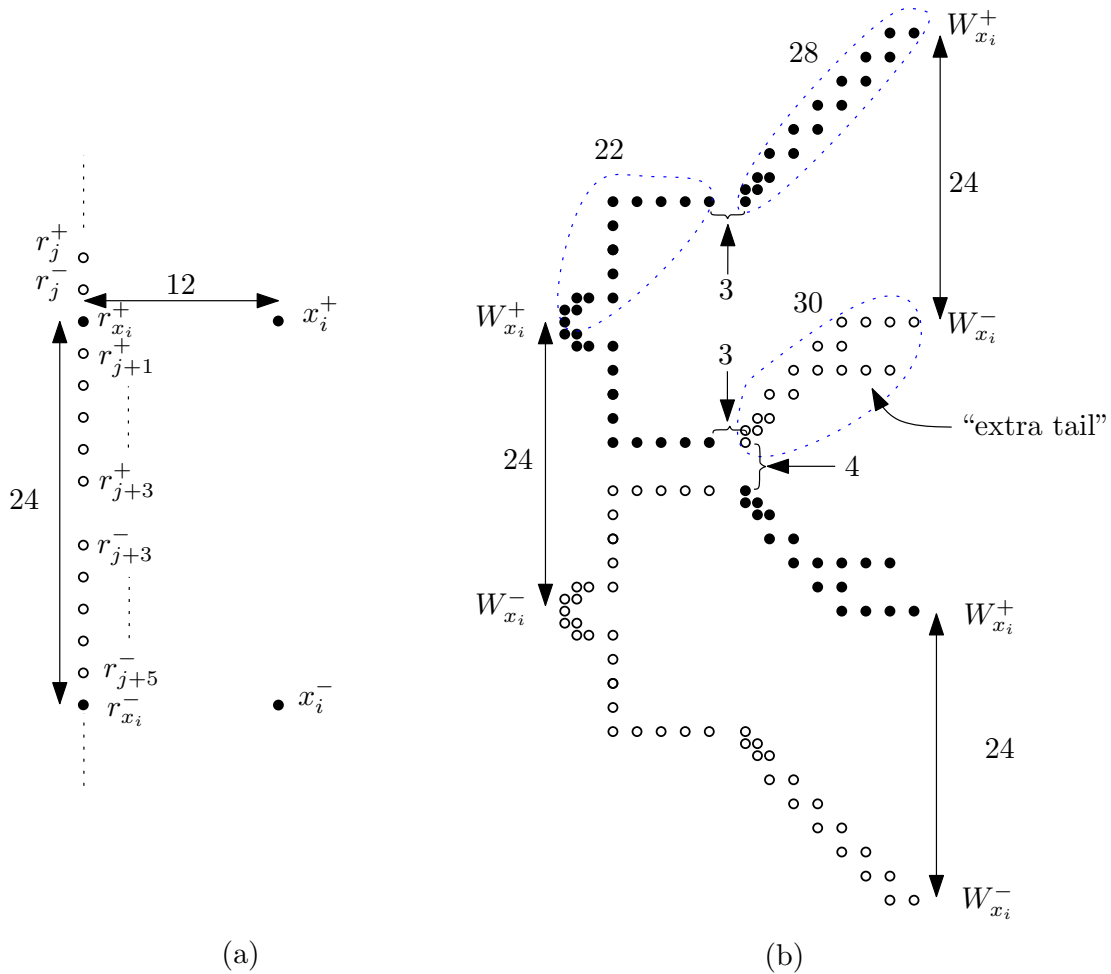 r_j^+
r_j^-
12
r_{x_i}^+
x_i^+
r_{j+1}^+
24
r_{j+3}^+
r_{j+3}^-
r_{j+5}^-
r_{x_i}^-
x_i^-
(a)
W_{x_i}^+
28
22
24
3
W_{x_i}^+
30
W_{x_i}^-
3
“extra tail”
24
4
W_{x_i}^-
W_{x_i}^+
24
W_{x_i}^-
(b)